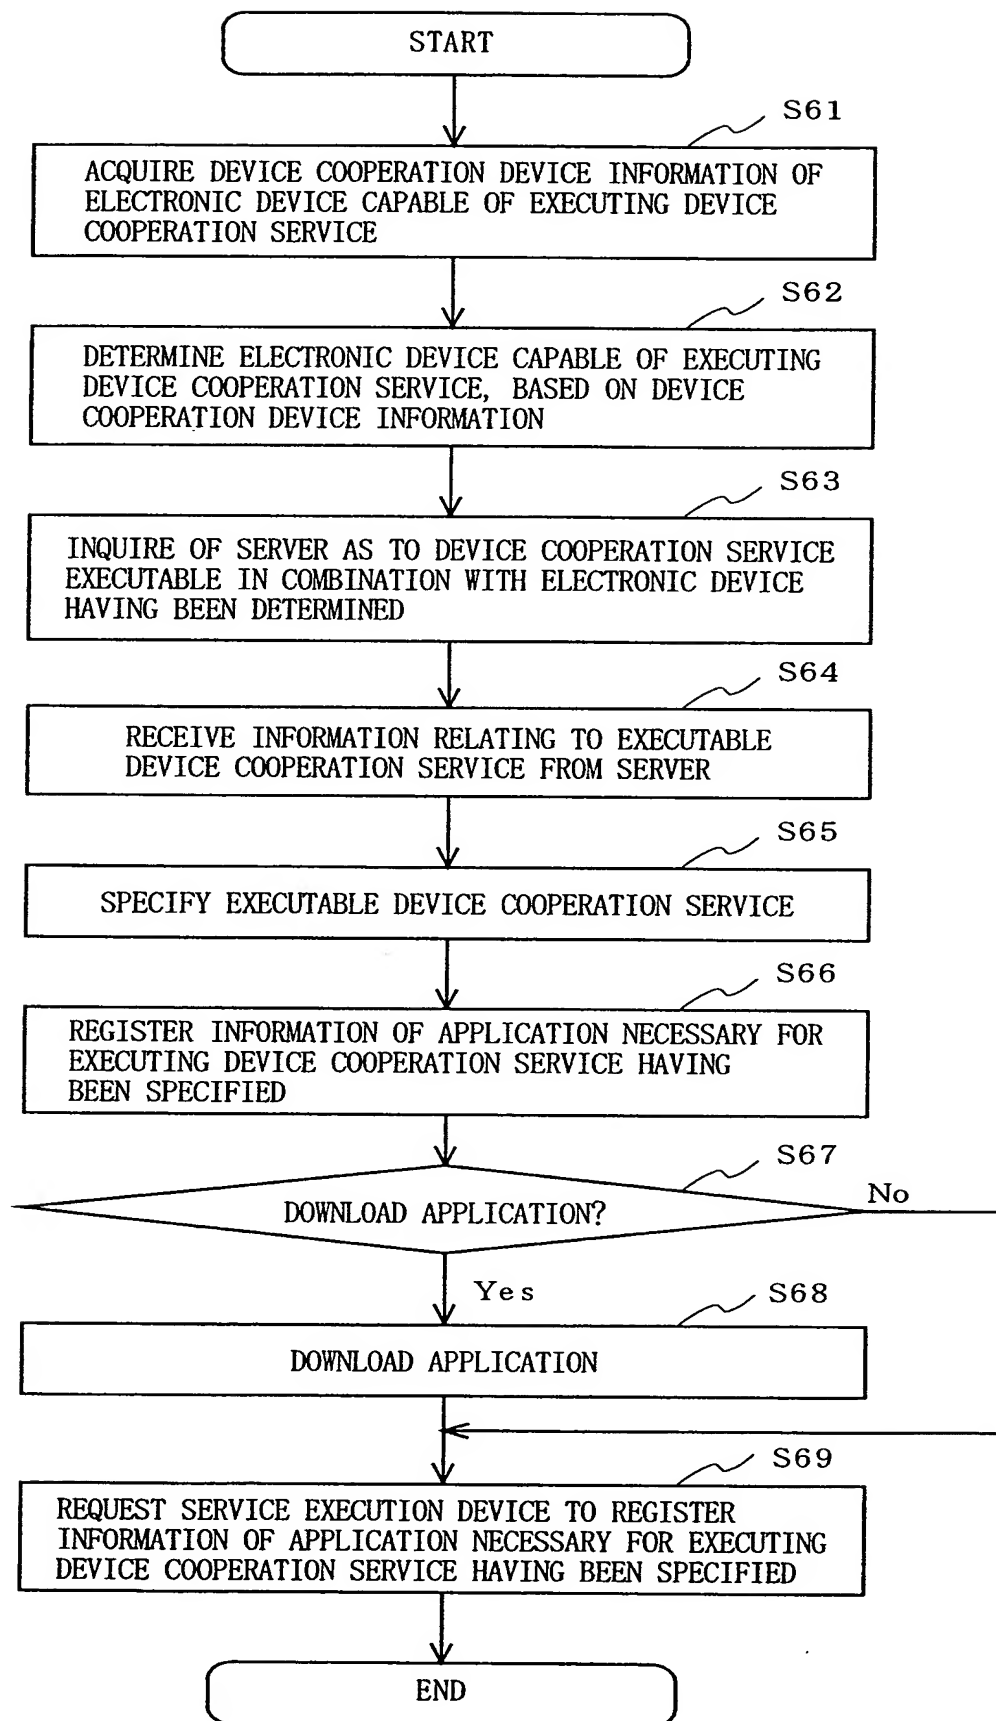 START
S61
ACQUIRE DEVICE COOPERATION DEVICE INFORMATION OF
ELECTRONIC DEVICE CAPABLE OF EXECUTING DEVICE
COOPERATION SERVICE
S62
DETERMINE ELECTRONIC DEVICE CAPABLE OF EXECUTING
DEVICE COOPERATION SERVICE, BASED ON DEVICE
COOPERATION DEVICE INFORMATION
S63
INQUIRE OF SERVER AS TO DEVICE COOPERATION SERVICE
EXECUTABLE IN COMBINATION WITH ELECTRONIC DEVICE
HAVING BEEN DETERMINED
S64
RECEIVE INFORMATION RELATING TO EXECUTABLE
DEVICE COOPERATION SERVICE FROM SERVER
S65
SPECIFY EXECUTABLE DEVICE COOPERATION SERVICE
S66
REGISTER INFORMATION OF APPLICATION NECESSARY FOR
EXECUTING DEVICE COOPERATION SERVICE HAVING
BEEN SPECIFIED
S67
DOWNLOAD APPLICATION?
No
Yes
S68
DOWNLOAD APPLICATION
S69
REQUEST SERVICE EXECUTION DEVICE TO REGISTER
INFORMATION OF APPLICATION NECESSARY FOR EXECUTING
DEVICE COOPERATION SERVICE HAVING BEEN SPECIFIED
END